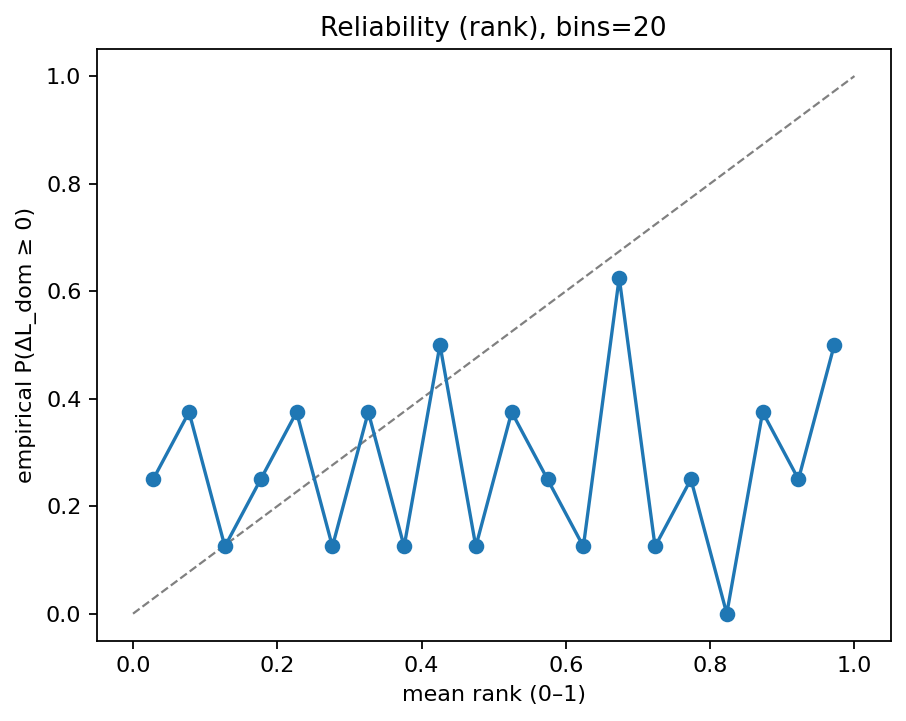 Reliability (rank), bins=20
empirical P(ΔL_dom ≥ 0)
1.0
0.8
0.6
0.4
0.2
0.0
0.0 0.2 0.4 0.6 0.8 1.0
mean rank (0–1)